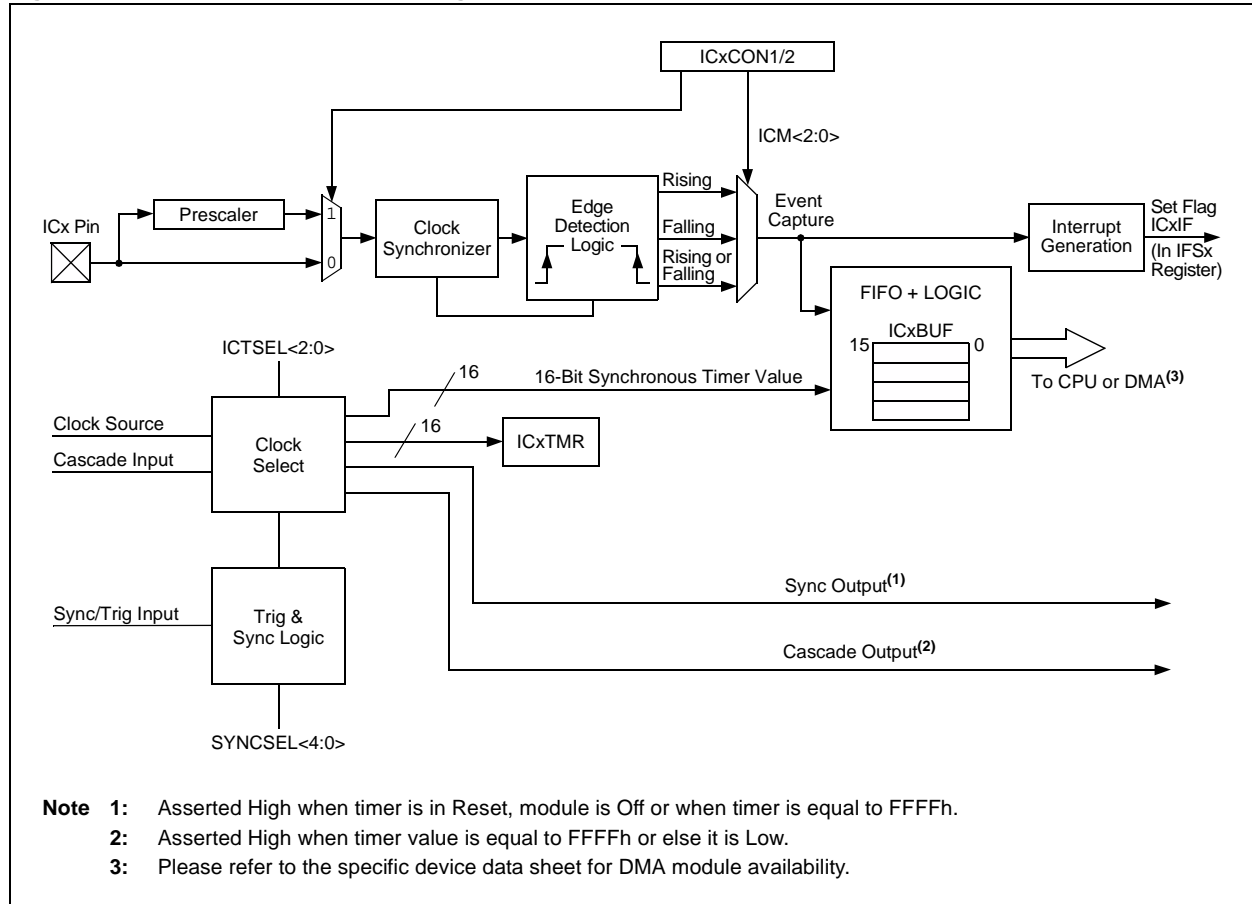 ICxCON1/2
ICM<2:0>
ICx Pin
Prescaler
1
0
Clock
Synchronizer
Edge
Detection
Logic
Rising
Falling
Rising or
Falling
Event
Capture
Interrupt
Generation
Set Flag
ICxIF
(In IFSx
Register)
FIFO + LOGIC
ICxBUF
15
0
To CPU or DMA(3)
ICTSEL<2:0>
16
16-Bit Synchronous Timer Value
16
ICxTMR
Clock Source
Cascade Input
Clock
Select
Sync/Trig Input
Trig &
Sync Logic
SYNCSEL<4:0>
Sync Output(1)
Cascade Output(2)
Note 1: Asserted High when timer is in Reset, module is Off or when timer is equal to FFFFh.
2: Asserted High when timer value is equal to FFFFh or else it is Low.
3: Please refer to the specific device data sheet for DMA module availability.